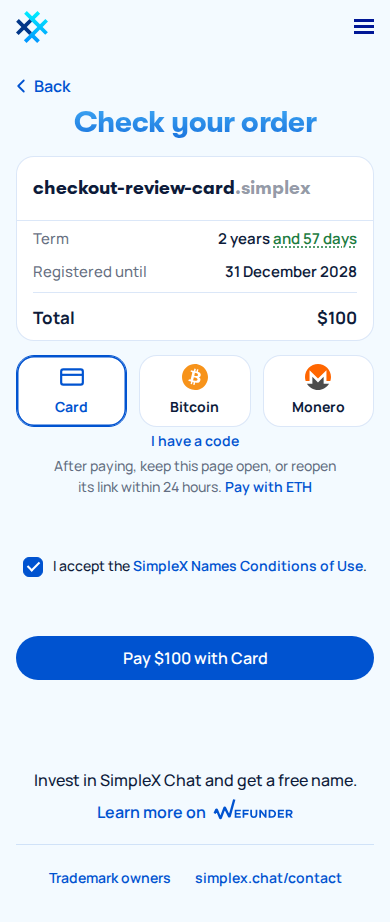 Back
Check your order
checkout-review-card.simplex
Term 2 years and 57 days
Registered until 31 December 2028
Total $100
Card Bitcoin Monero
I have a code
After paying, keep this page open, or reopen
its link within 24 hours. Pay with ETH
I accept the SimpleX Names Conditions of Use.
Pay $100 with Card
Invest in SimpleX Chat and get a free name.
Learn more on WEFUNDER
Trademark owners simplex.chat/contact